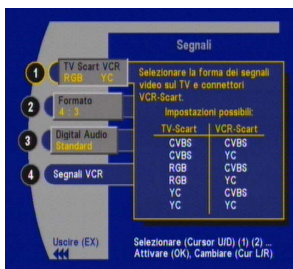 Segnali
1
TV Scart VCR
RGB YC
2
Formato
4 : 3
3
Digital Audio
Standard
4
Segnali VCR
Selezionare la forma dei segnali
video sul TV e connettori
VCR-Scart.
Impostazioni possibili:
TV-Scart VCR-Scart
CVBS CVBS
CVBS YC
RGB CVBS
RGB YC
YC CVBS
YC YC
Uscire (EX)
Selezionare (Cursor U/D) (1) (2) ...
Attivare (OK), Cambiare (Cur L/R)